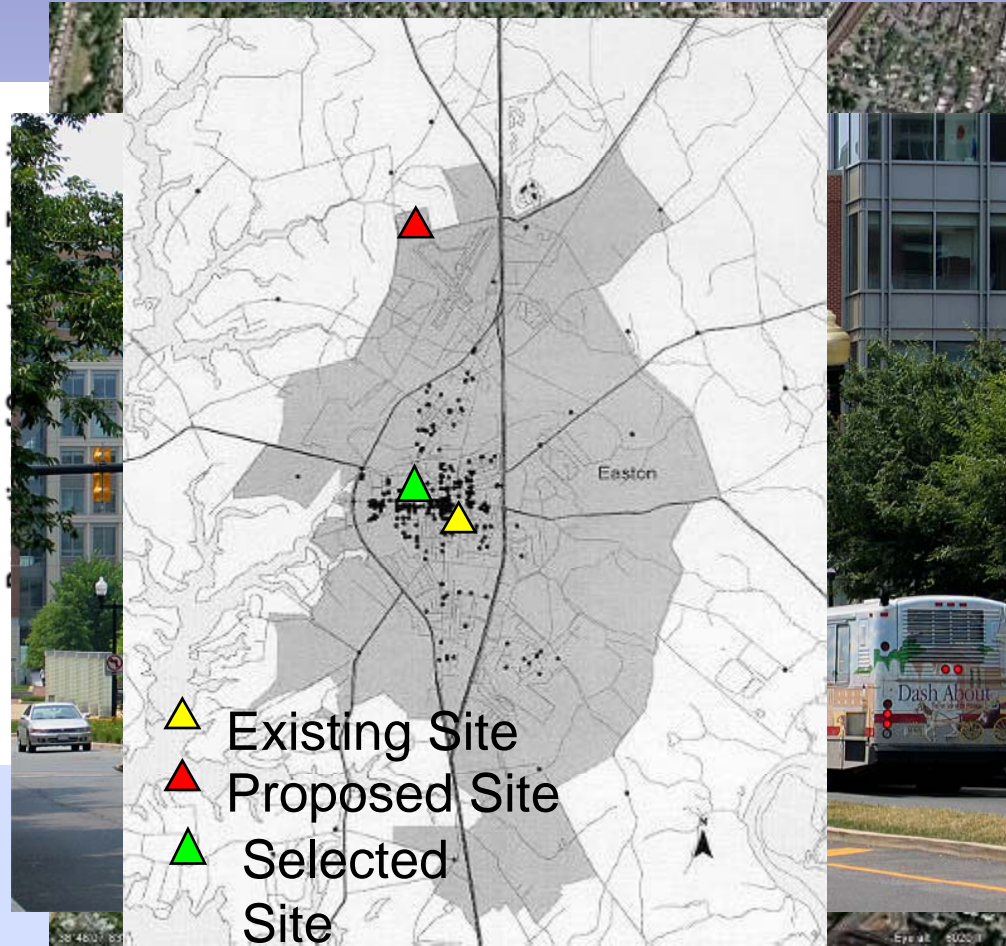 Easton
Existing Site
Proposed Site
Selected
Site
N
Dash About